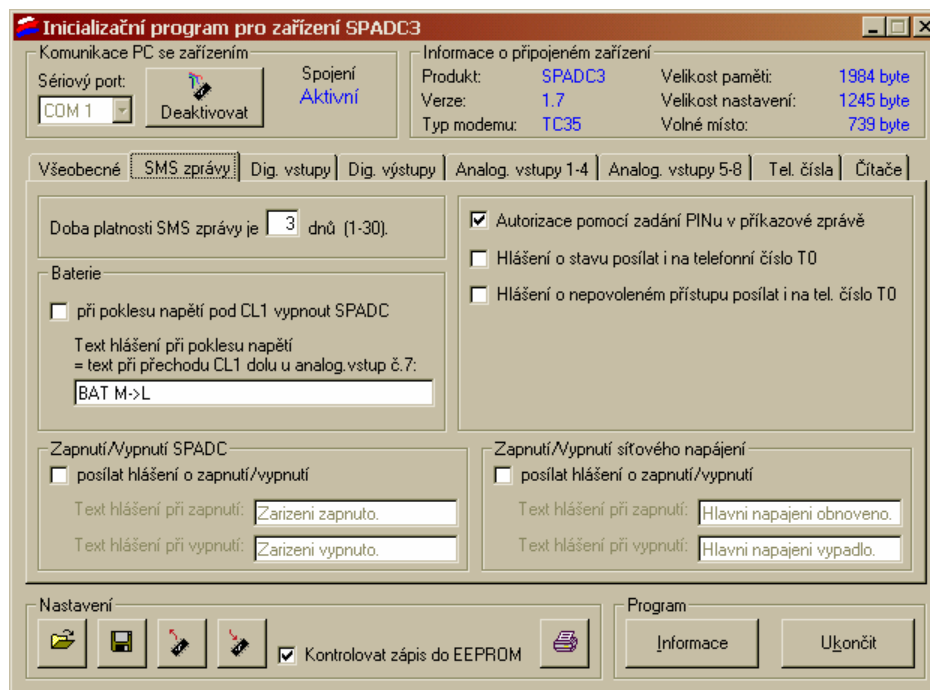 Inicializační program pro zařízení SPADC3
Komunikace PC se zařízením
Sériový port:
COM 1
Deaktivovat
Spojení
Aktivní
Informace o připojeném zařízení
Produkt: SPADC3 Velikost paměti: 1984 byte
Verze: 1.7 Velikost nastavení: 1245 byte
Typ modemu: TC35 Volné místo: 739 byte
Všeobecné SMS zprávy Dig. vstupy Dig. výstupy Analog. vstupy 1-4 Analog. vstupy 5-8 Tel. čísla Čítače
Doba platnosti SMS zprávy je 3 dnů (1-30).
Baterie
při poklesu napětí pod CL1 vypnout SPADC
Text hlášení při poklesu napětí
= text při přechodu CL1 dolu u analog.vstup č.7:
BAT M->L
Autorizace pomocí zadání PINu v příkazové zprávě
Hlášení o stavu posílat i na telefonní číslo T0
Hlášení o nepovoleném přístupu posílat i na tel. číslo T0
Zapnutí/Vypnutí SPADC
posílat hlášení o zapnutí/vypnutí
Text hlášení při zapnutí: Zarizeni zapnuto.
Text hlášení při vypnutí: Zarizeni vypnuto.
Zapnutí/Vypnutí síťového napájení
posílat hlášení o zapnutí/vypnutí
Text hlášení při zapnutí: Hlavni napajeni obnoveno.
Text hlášení při vypnutí: Hlavni napajeni vypadlo.
Nastavení
Kontrolovat zápis do EEPROM
Program
Informace
Ukončit